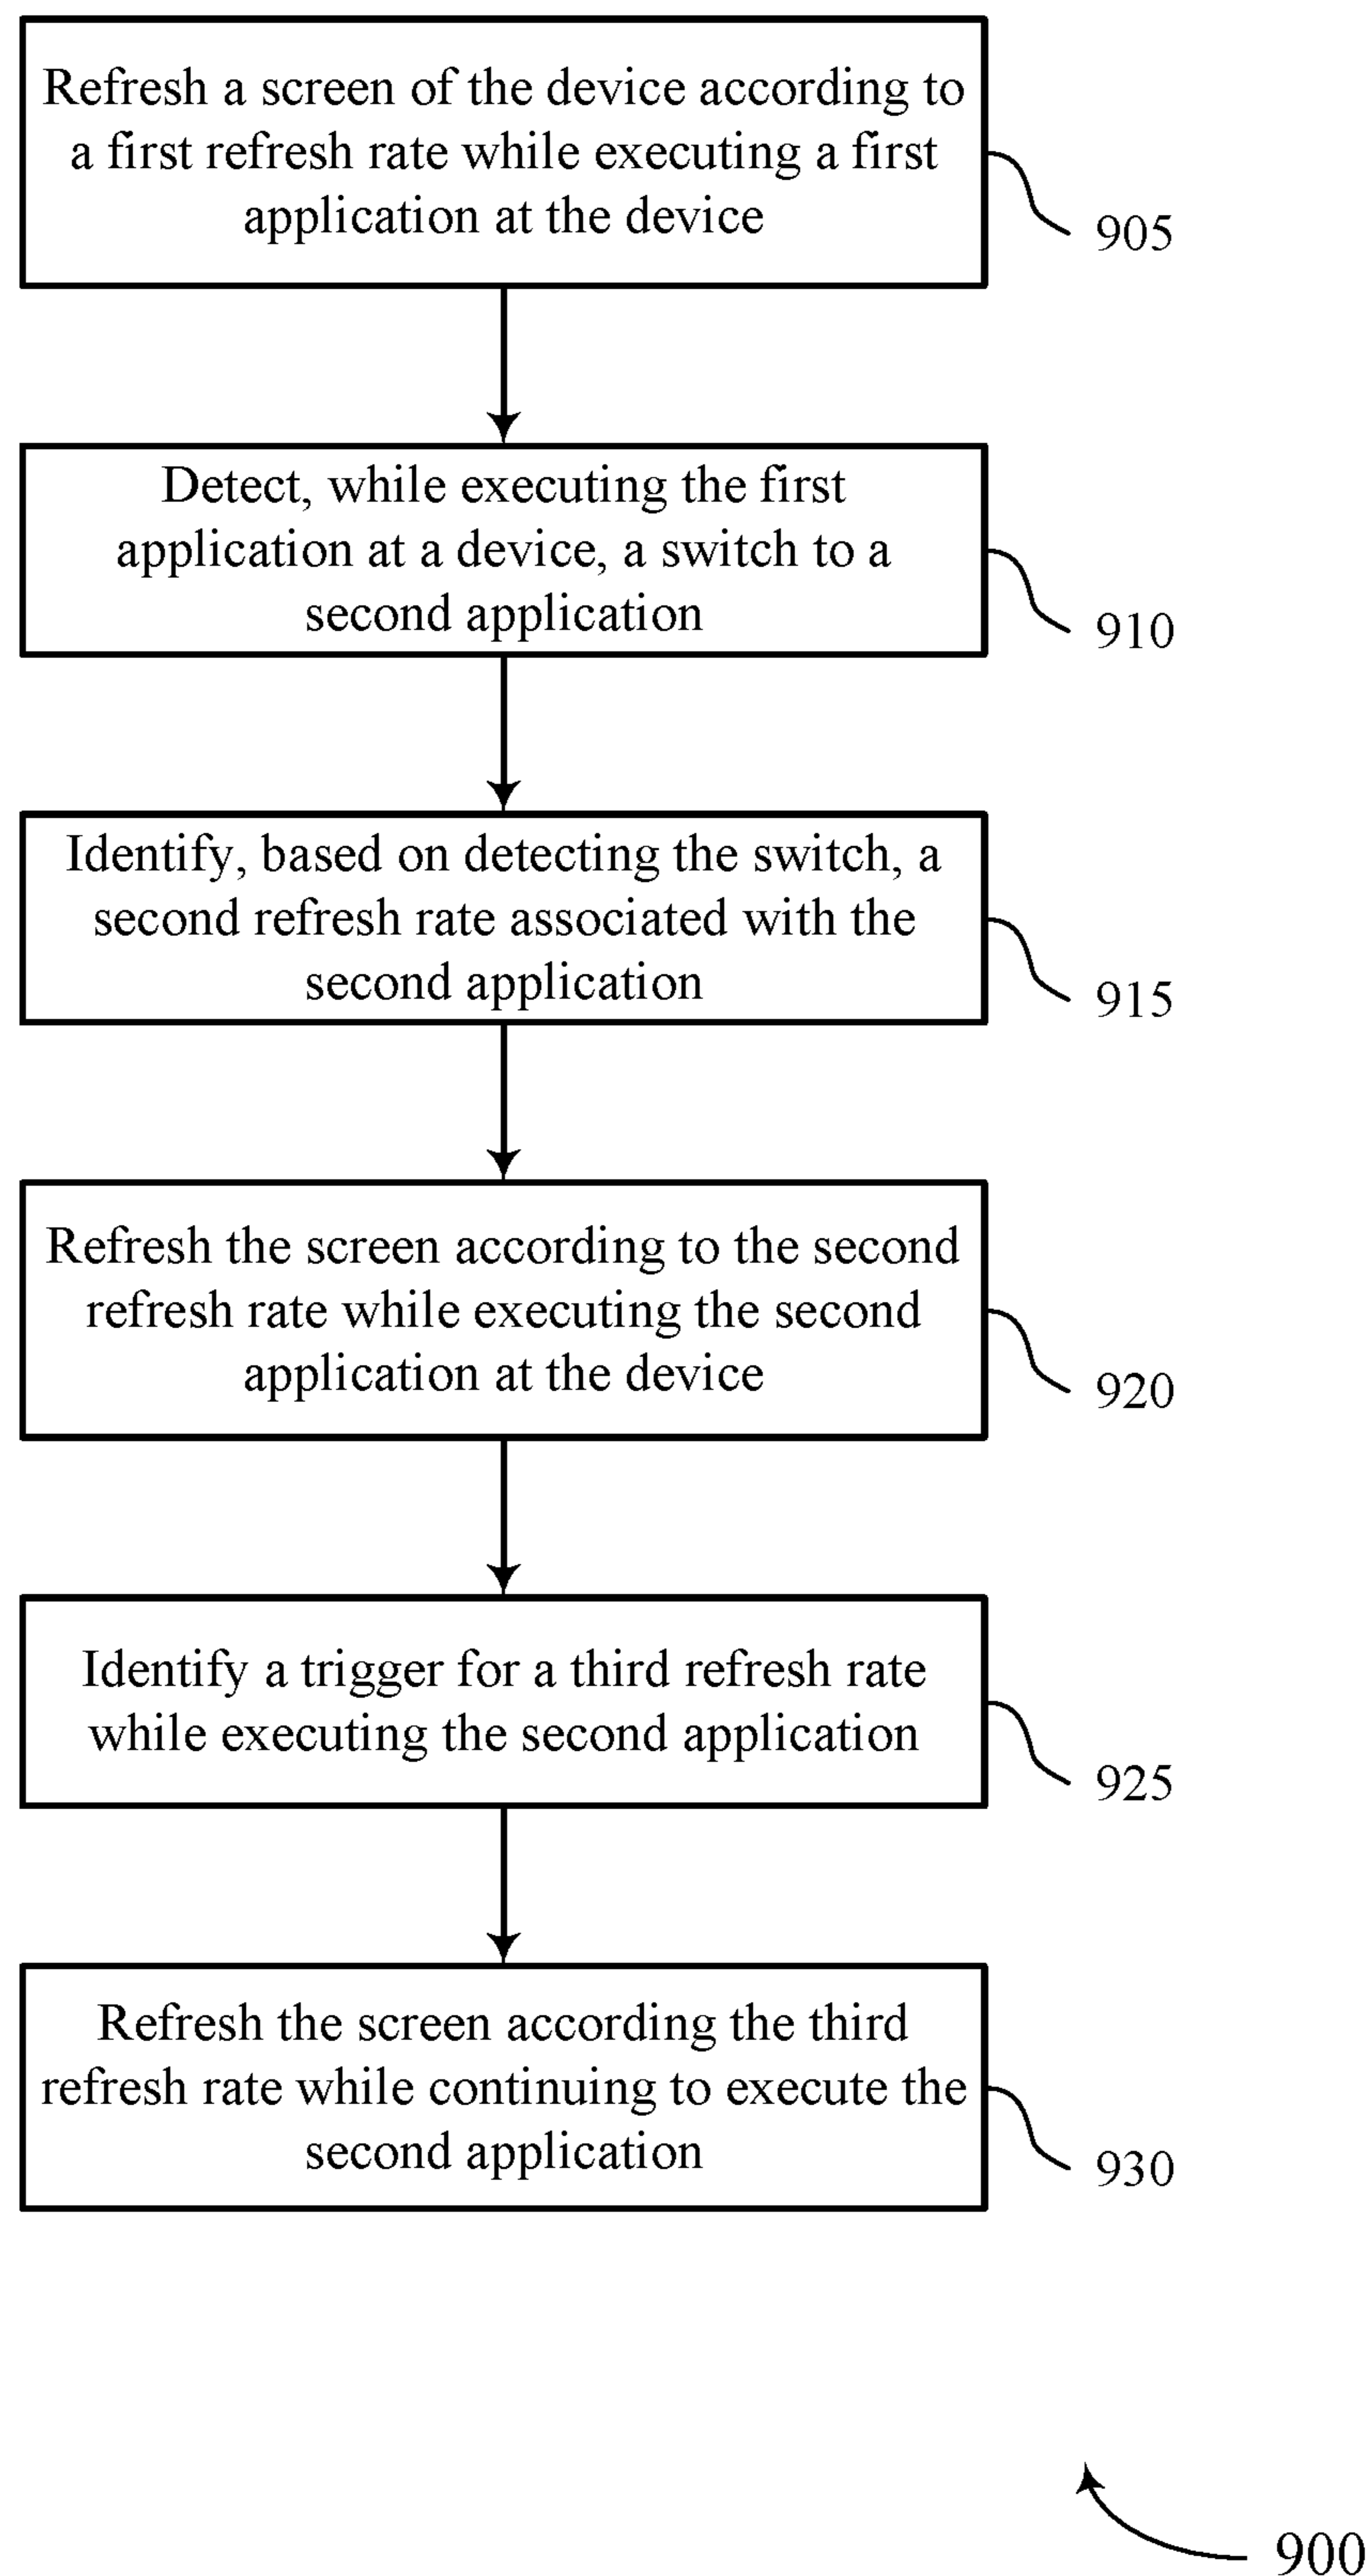 Refresh a screen of the device according to
a first refresh rate while executing a first
application at the device
905
Detect, while executing the first
application at a device, a switch to a
second application
910
Identify, based on detecting the switch, a
second refresh rate associated with the
second application
915
Refresh the screen according to the second
refresh rate while executing the second
application at the device
920
Identify a trigger for a third refresh rate
while executing the second application
925
Refresh the screen according the third
refresh rate while continuing to execute the
second application
930
900